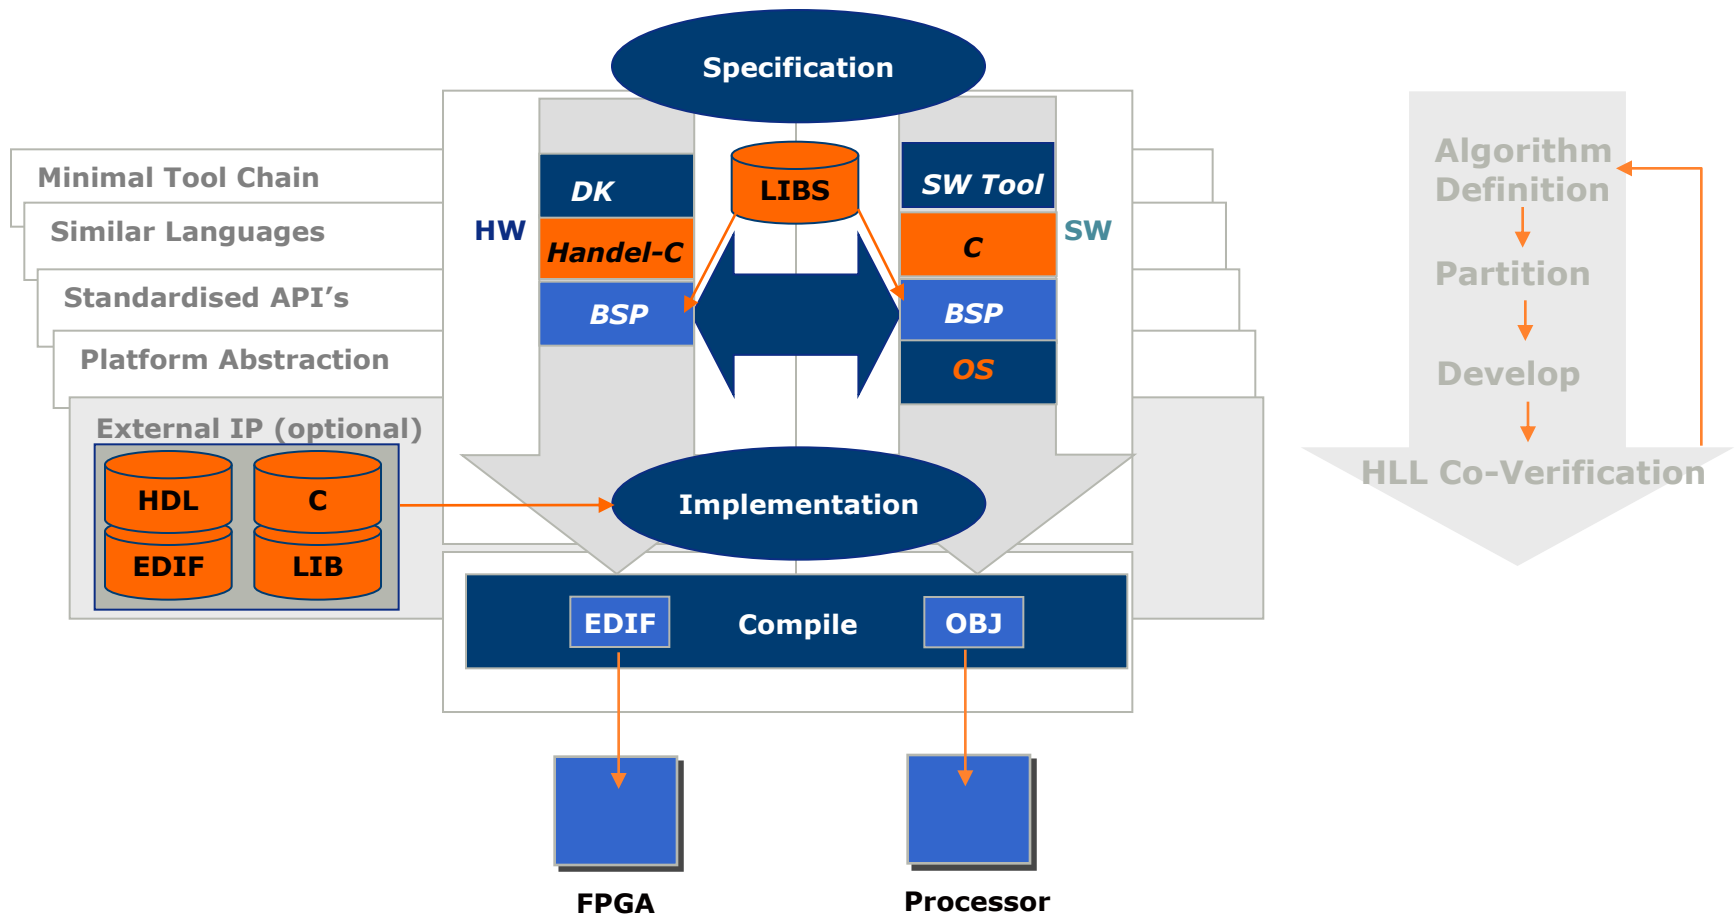 Specification
Minimal Tool Chain
Similar Languages
Standardised API's
Platform Abstraction
External IP (optional)
HDL
C
EDIF
LIB
HW
DK
Handel-C
BSP
LIBS
SW Tool
C
BSP
OS
SW
Implementation
EDIF
Compile
OBJ
FPGA
Processor
Algorithm
Definition
Partition
Develop
HLL Co-Verification